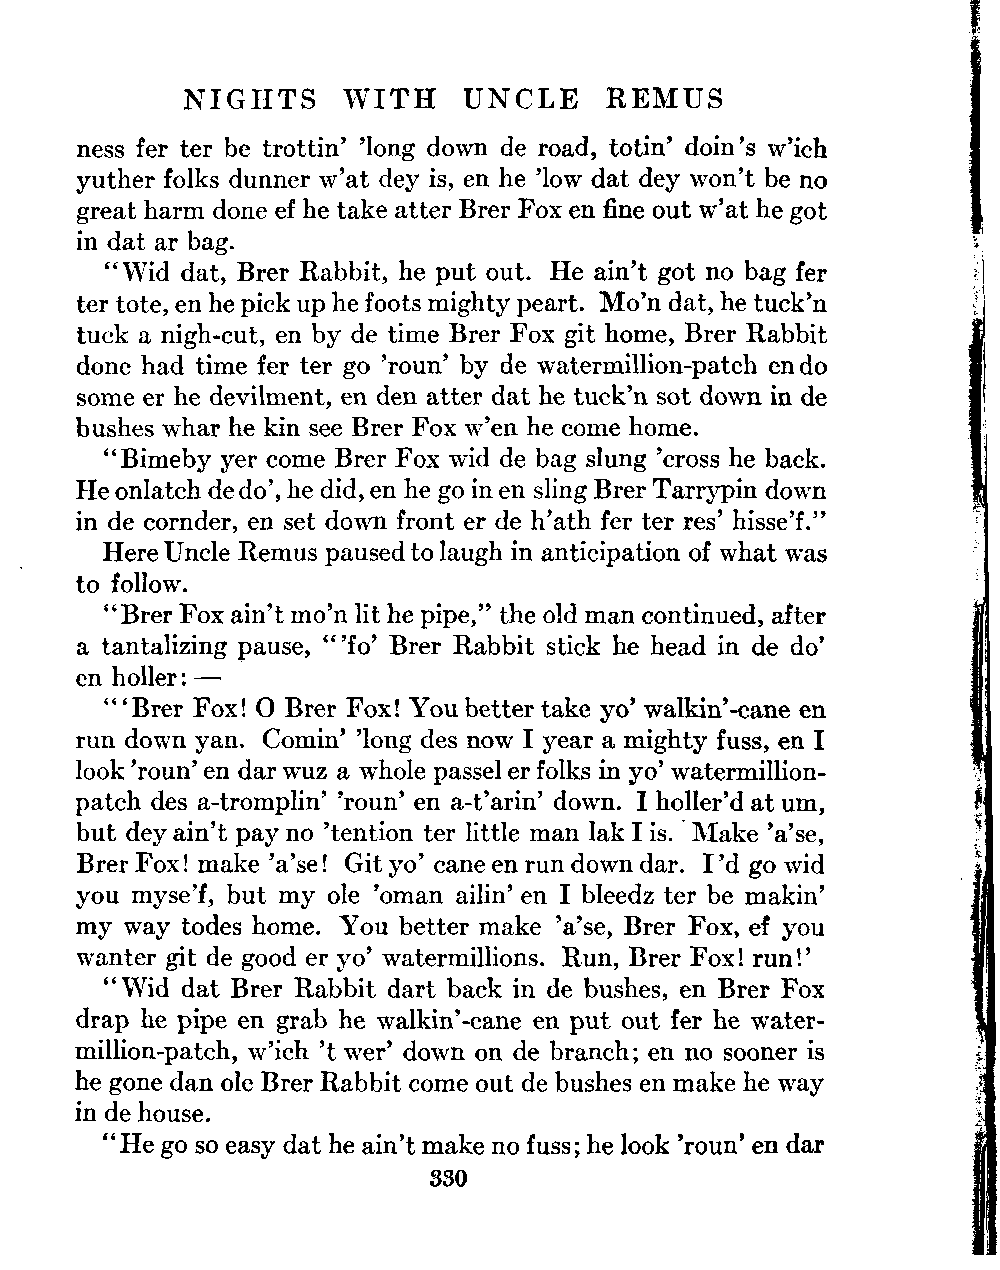 NIGHTS WITH UNCLE REMUS
ness fer ter be trottin’ ’long down de road, totin’ doin’s w’ich
yuther folks dunner w’at dey is, en he ’low dat dey won’t be no
great harm done ef he take atter Brer Fox en fine out w’at he got
in dat ar bag.
“Wid dat, Brer Rabbit, he put out. He ain’t got no bag fer
ter tote, en he pick up he foots mighty peart. Mo’n dat, he tuck’n
tuck a nigh-cut, en by de time Brer Fox git home, Brer Rabbit
done had time fer ter go ’roun’ by de watermillion-patch en do
some er he devilment, en den atter dat he tuck’n sot down in de
bushes whar he kin see Brer Fox w’en he come home.
“Bimeby yer come Brer Fox wid de bag slung ’cross he back.
He onlatch de do’, he did, en he go in en sling Brer Tarrypin down
in de cornder, en set down front er de h’ath fer ter res’ hisse’f.”
Here Uncle Remus paused to laugh in anticipation of what was
to follow.
“Brer Fox ain’t mo’n lit he pipe,” the old man continued, after
a tantalizing pause, “’fo’ Brer Rabbit stick he head in de do’
en holler: —
“‘Brer Fox! O Brer Fox! You better take yo’ walkin’-cane en
run down yan. Comin’ ’long des now I year a mighty fuss, en I
look ’roun’ en dar wuz a whole passel er folks in yo’ watermillion-
patch des a-tromplin’ ’roun’ en a-t’arin’ down. I holler’d at um,
but dey ain’t pay no ’tention ter little man lak I is. Make ’a’se,
Brer Fox! make ’a’se! Git yo’ cane en run down dar. I’d go wid
you myse’f, but my ole ’oman ailin’ en I bleedz ter be makin’
my way todes home. You better make ’a’se, Brer Fox, ef you
wanter git de good er yo’ watermillions. Run, Brer Fox! run!’
“Wid dat Brer Rabbit dart back in de bushes, en Brer Fox
drap he pipe en grab he walkin’-cane en put out fer he water-
million-patch, w’ich ’t wer’ down on de branch; en no sooner is
he gone dan ole Brer Rabbit come out de bushes en make he way
in de house.
“He go so easy dat he ain’t make no fuss; he look ’roun’ en dar
330